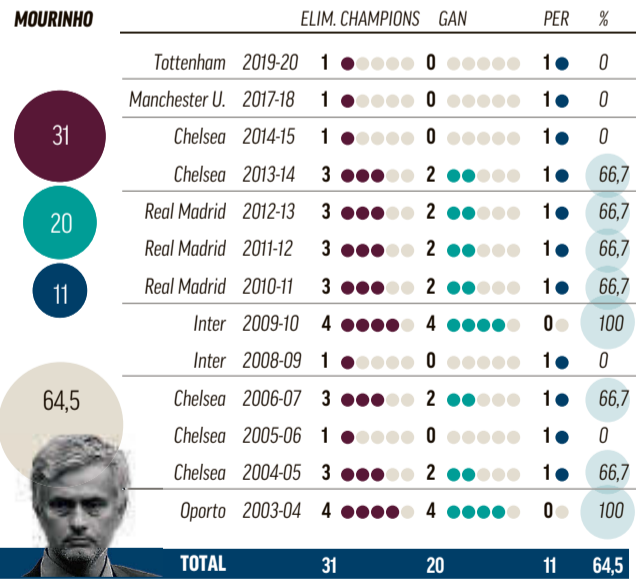 MOURINHO ELIM. CHAMPIONS GAN PER %
Tottenham 2019-20 1 0 1 0
Manchester U. 2017-18 1 0 1 0
Chelsea 2014-15 1 0 1 0
Chelsea 2013-14 3 2 1 66,7
Real Madrid 2012-13 3 2 1 66,7
Real Madrid 2011-12 3 2 1 66,7
Real Madrid 2010-11 3 2 1 66,7
Inter 2009-10 4 4 0 100
Inter 2008-09 1 0 1 0
Chelsea 2006-07 3 2 1 66,7
Chelsea 2005-06 1 0 1 0
Chelsea 2004-05 3 2 1 66,7
Oporto 2003-04 4 4 0 100
TOTAL 31 20 11 64,5
31
20
11
64,5